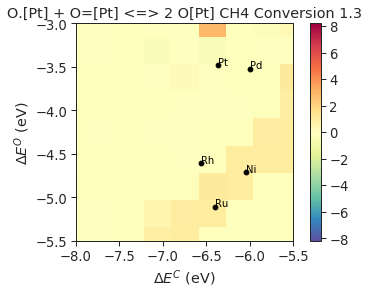 O.[Pt] + O=[Pt] <=> 2 O[Pt] CH4 Conversion 1.3
−3.0
−3.5
−4.0
−4.5
−5.0
−5.5
ΔE^O (eV)
Pt
Pd
Rh
Ni
Ru
−8.0 −7.5 −7.0 −6.5 −6.0 −5.5
ΔE^C (eV)
8
6
4
2
0
−2
−4
−6
−8